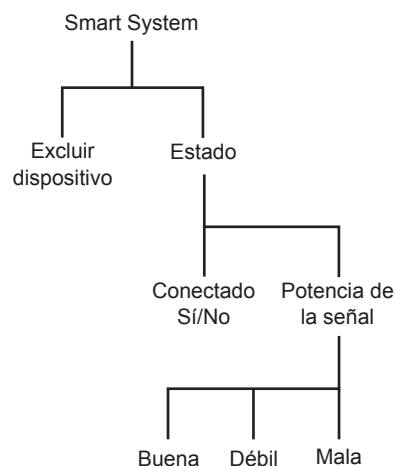 Smart System
Excluir
dispositivo
Estado
Conectado
Sí/No
Potencia de
la señal
Buena
Débil
Mala